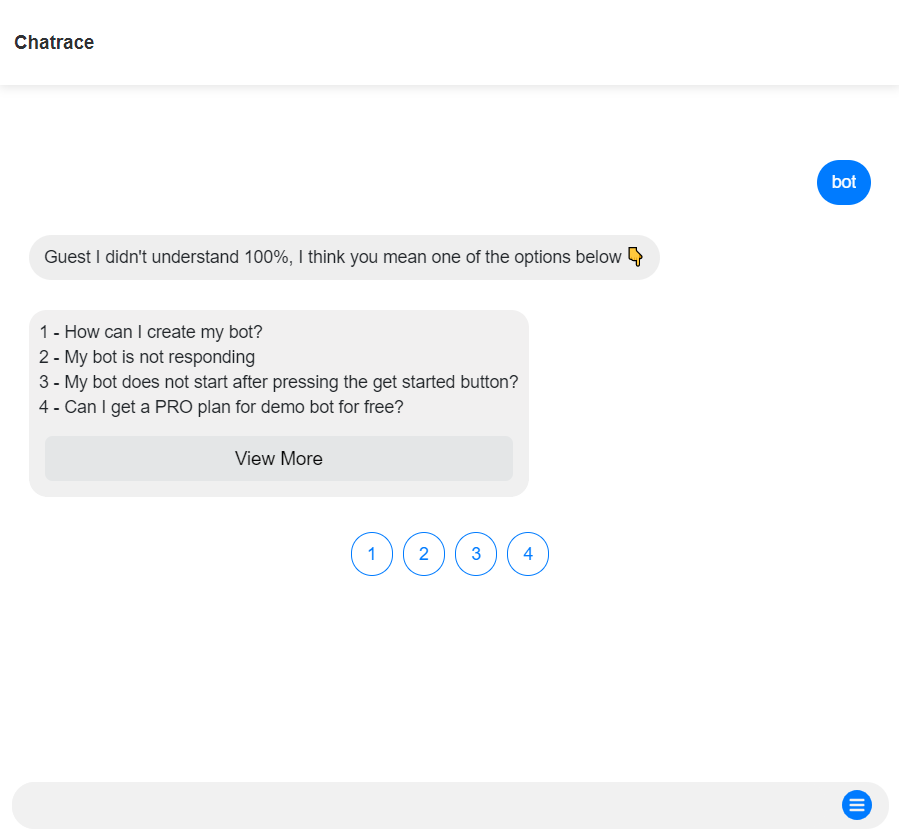 Chatrace
bot
Guest I didn't understand 100%, I think you mean one of the options below 👇
1 - How can I create my bot?
2 - My bot is not responding
3 - My bot does not start after pressing the get started button?
4 - Can I get a PRO plan for demo bot for free?
View More
1 2 3 4